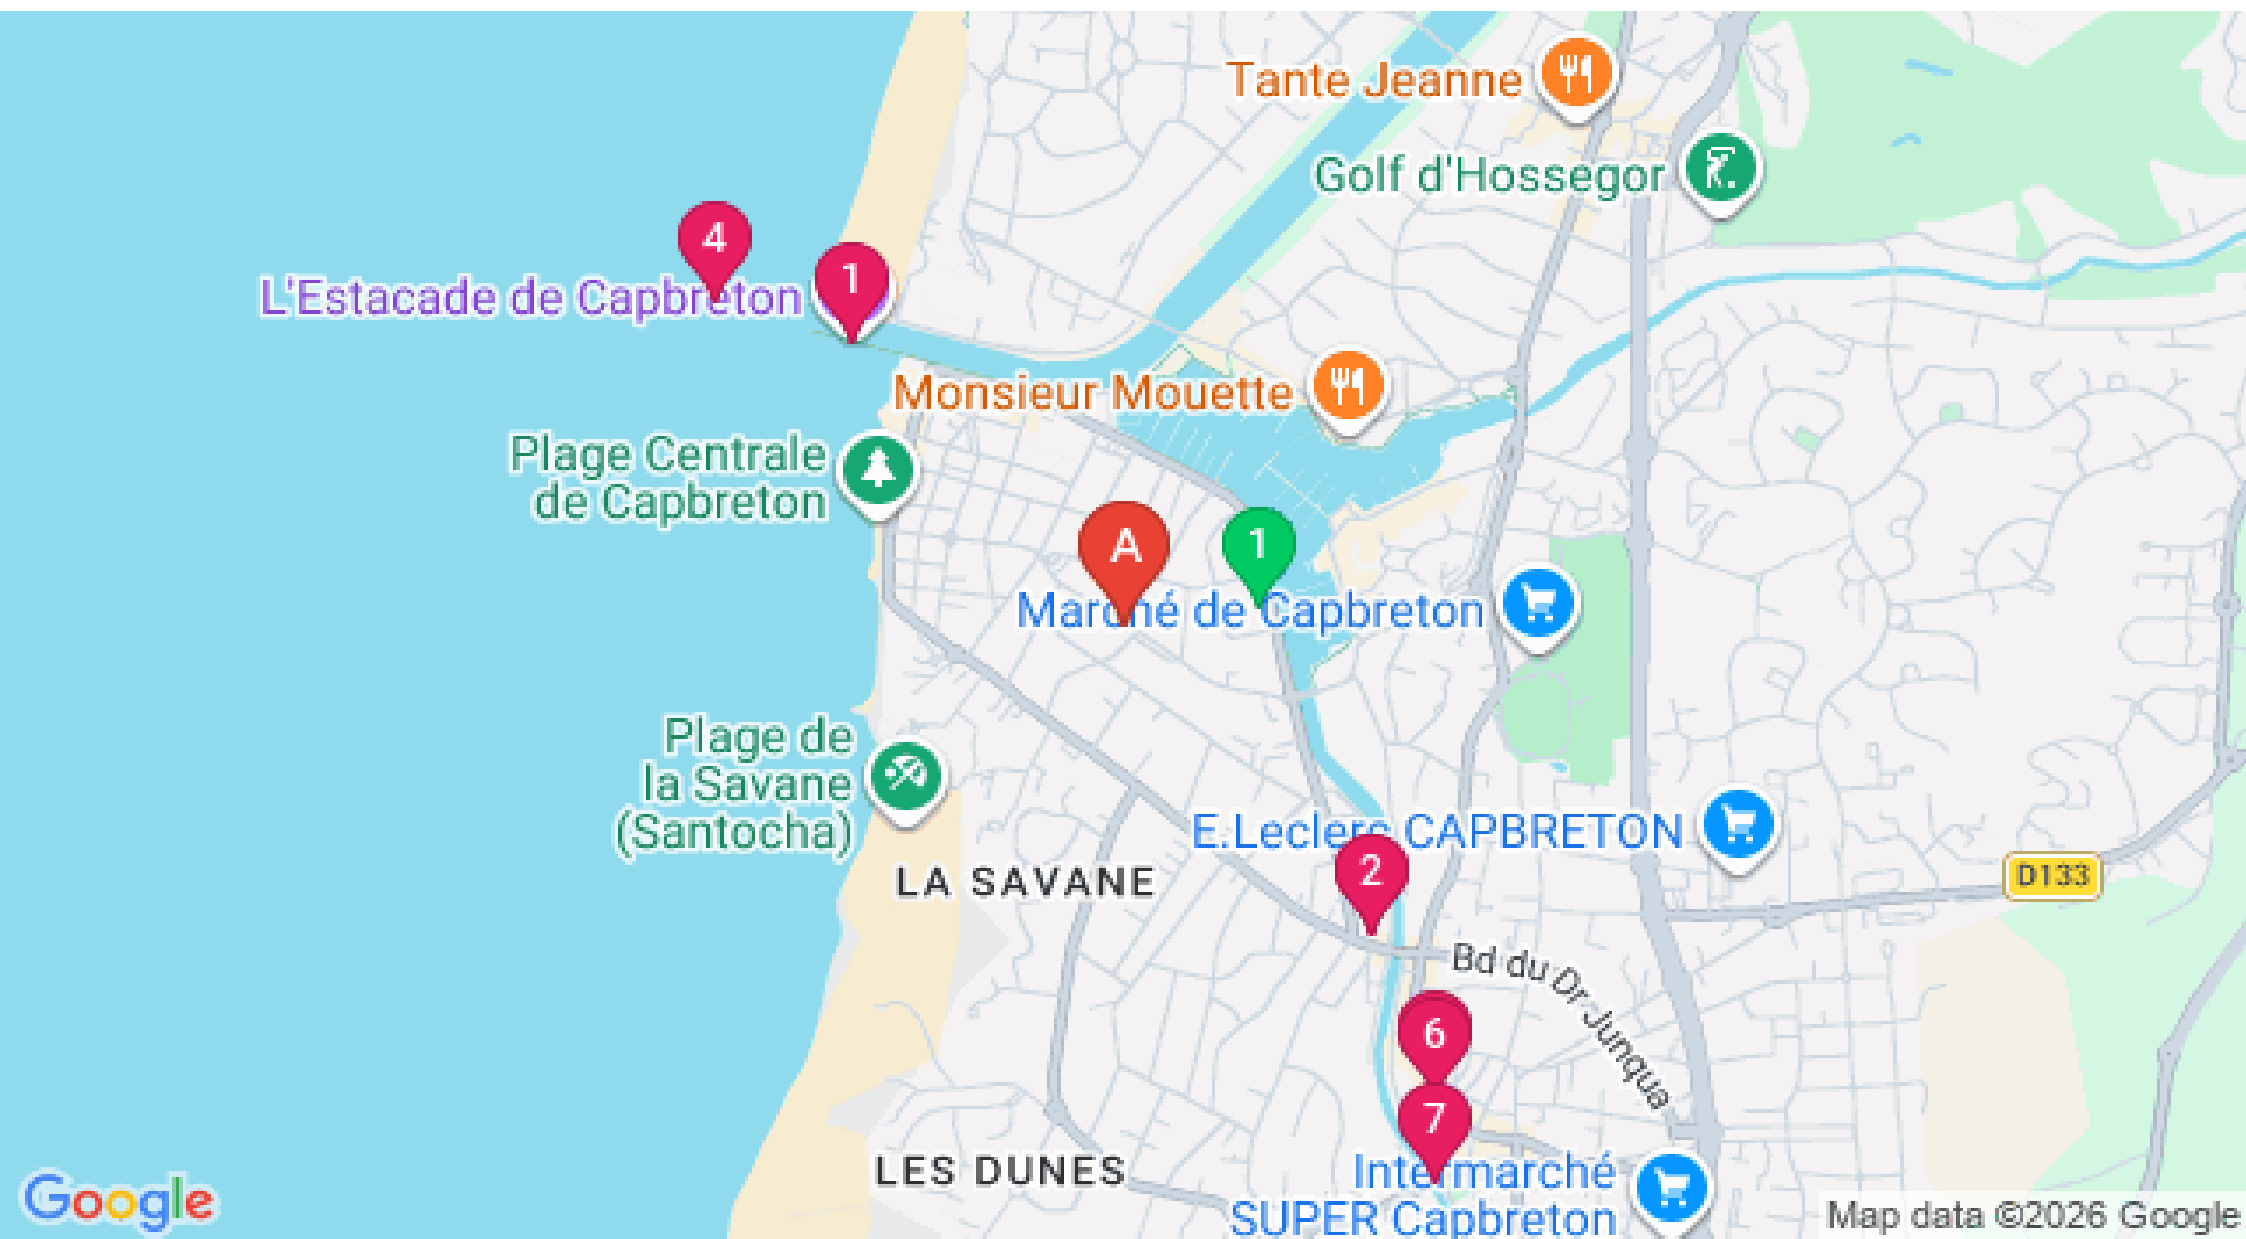 Tante Jeanne
Golf d'Hossegor
4
1
L'Estacade de Capbreton
Monsieur Mouette
Plage Centrale
de Capbreton
A
1
Marché de Capbreton
Plage de
la Savane
(Santocha)
E.Leclerc CAPBRETON
2
LA SAVANE
D133
Bd du Dr Junqua
6
7
LES DUNES
Intermarché
SUPER Capbreton
Google
Map data ©2026 Google